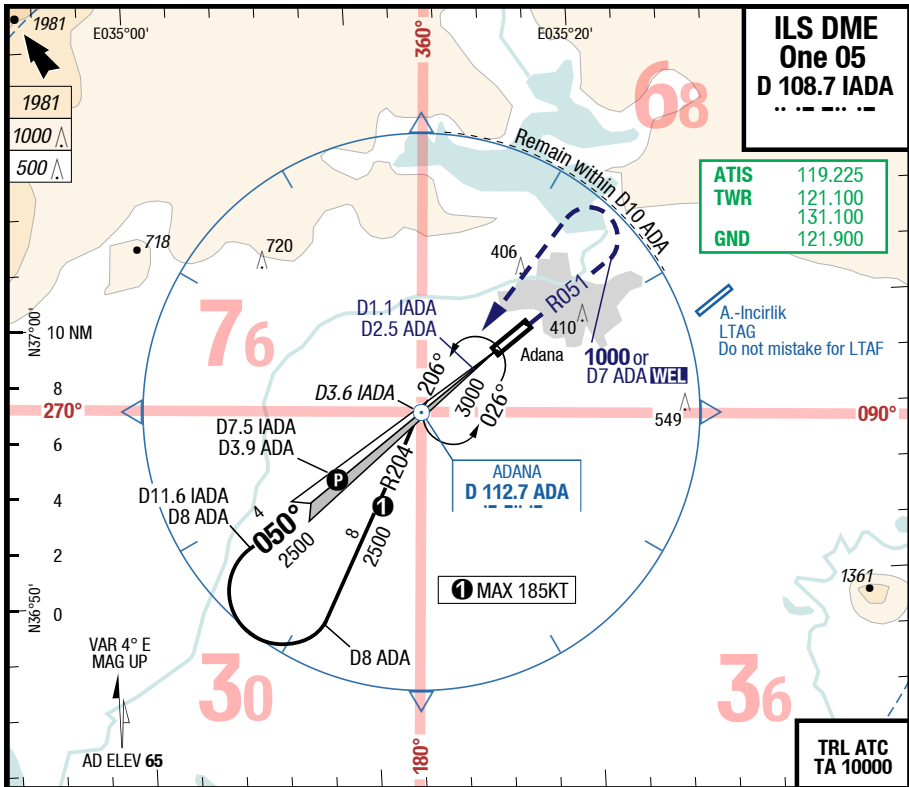 1981
E035°00'
360°
E035°20'
ILS DME
One 05
D 108.7 IADA
1981
1000
500
68
Remain within D10 ADA
ATIS 119.225
TWR 121.100
131.100
GND 121.900
718
720
406
R051
410
A.-Incirlik
LTAG
Do not mistake for LTAF
N37°00'
10 NM
76
D1.1 IADA
D2.5 ADA
Adana
1000 or
D7 ADA WEL
206°
3000
026°
D3.6 IADA
8
270°
090°
549
6
D7.5 IADA
D3.9 ADA
P
R204
1
ADANA
D 112.7 ADA
D11.6 IADA
D8 ADA
4
4
050°
2500
8
2500
2
1 MAX 185KT
1361
N36°50'
0
VAR 4° E
MAG UP
D8 ADA
30
36
180°
AD ELEV 65
TRL ATC
TA 10000